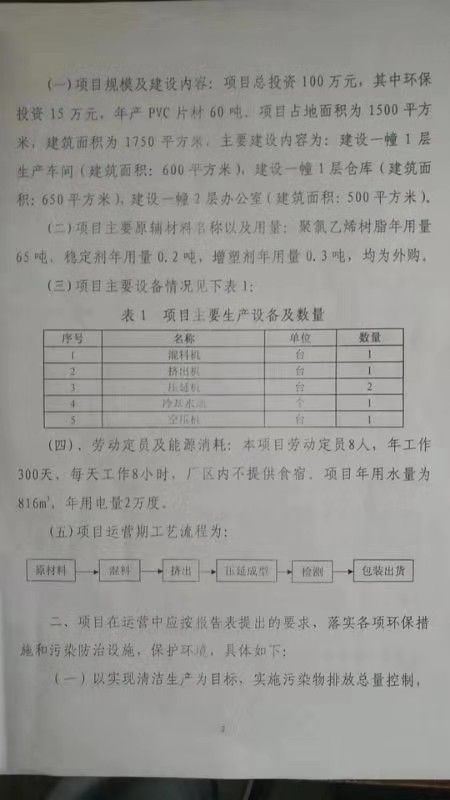 (一)项目规模及建设内容：项目总投资100万元，其中环保
投资15万元，年产PVC片材60吨。项目占地面积为1500平方
米，建筑面积为1750平方米。主要建设内容为：建设一幢1层
生产车间(建筑面积：600平方米)，建设一幢1层仓库(建筑面
积：650平方米)，建设一幢2层办公室(建筑面积：500平方米)。
(二)项目主要原辅材料名称以及用量：聚氯乙烯树脂年用量
65吨、稳定剂年用量0.2吨，增塑剂年用量0.3吨，均为外购。
(三)项目主要设备情况见下表1：
表1 项目主要生产设备及数量
序号 名称 单位 数量
1 混料机 台 1
2 挤出机 台 1
3 压延机 台 2
4 冷却水池 个 1
5 空压机 台 1
(四)、劳动定员及能源消耗：本项目劳动定员8人，年工作
300天、每天工作8小时，厂区内不提供食宿。项目年用水量为
816m³，年用电量2万度。
(五)项目运营期工艺流程为：
原材料 混料 挤出 压延成型 检测 包装出货
二、项目在运营中应按报告表提出的要求，落实各项环保措
施和污染防治设施，保护环境，具体如下：
(一)以实现清洁生产为目标，实施污染物排放总量控制，
2